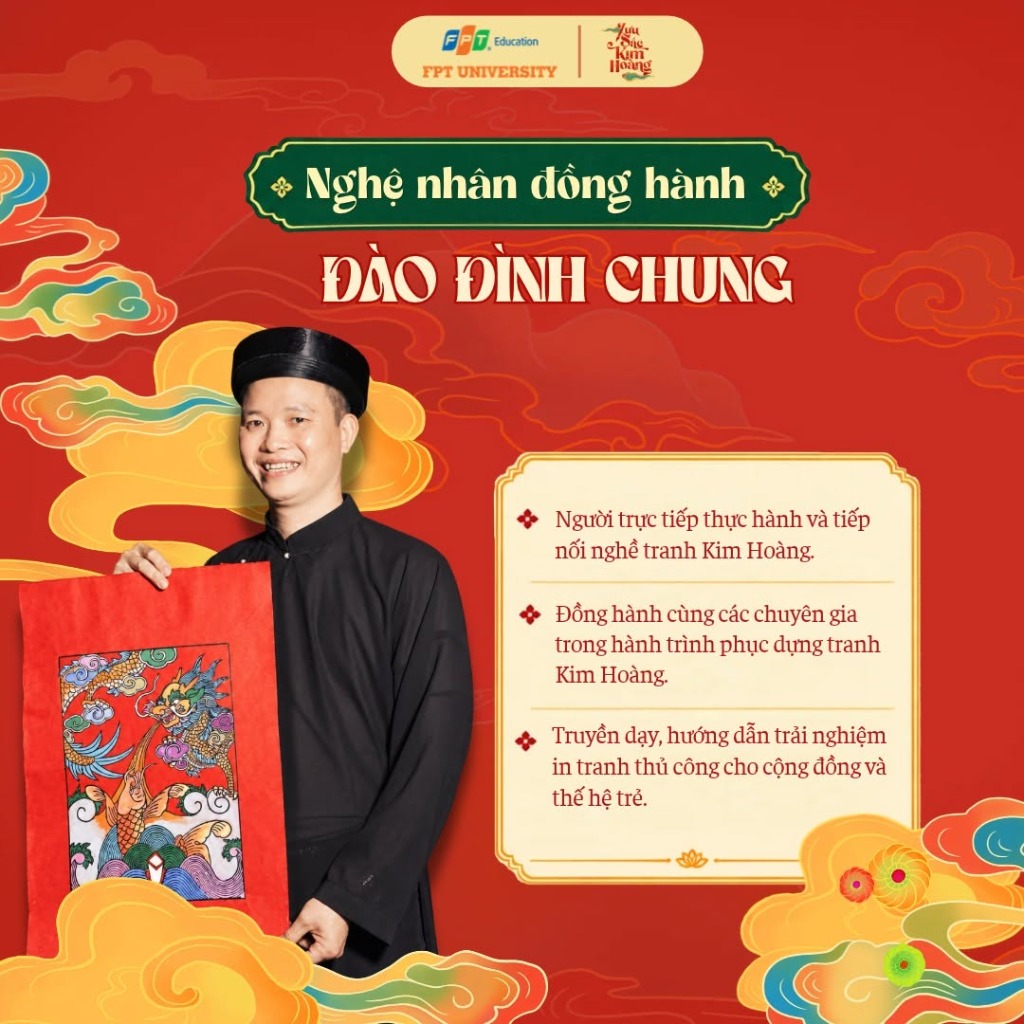 FPT Education
FPT UNIVERSITY
Lưu
Sắc
Kim
Hoàng
Nghệ nhân đồng hành
ĐÀO ĐÌNH CHUNG
Người trực tiếp thực hành và tiếp
nối nghề tranh Kim Hoàng.
Đồng hành cùng các chuyên gia
trong hành trình phục dựng tranh
Kim Hoàng.
Truyền dạy, hướng dẫn trải nghiệm
in tranh thủ công cho cộng đồng và
thế hệ trẻ.